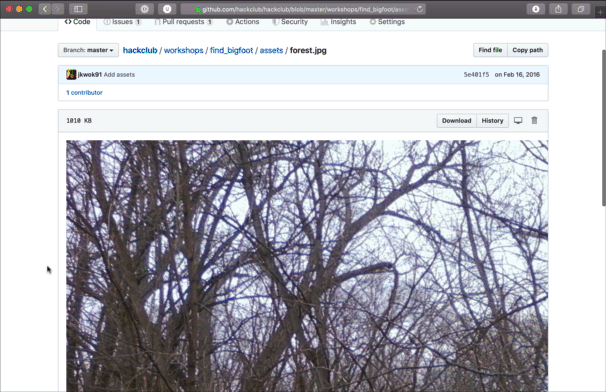 github.com/hackclub/hackclub/blob/master/workshops/find_bigfoot/asse
Code Issues 1 Pull requests 5 Actions Security Insights Settings
Branch: master hackclub / workshops / find_bigfoot / assets / forest.jpg Find file Copy path
jkwok91 Add assets 5e401f5 on Feb 16, 2016
1 contributor
1010 KB Download History